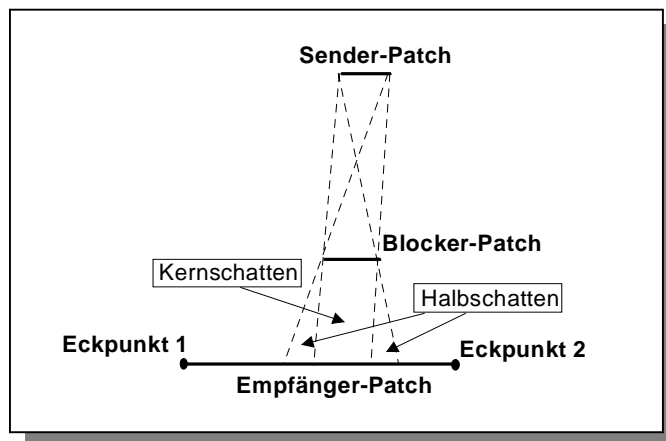 Sender-Patch
Blocker-Patch
Kernschatten
Halbschatten
Eckpunkt 1
Eckpunkt 2
Empfänger-Patch